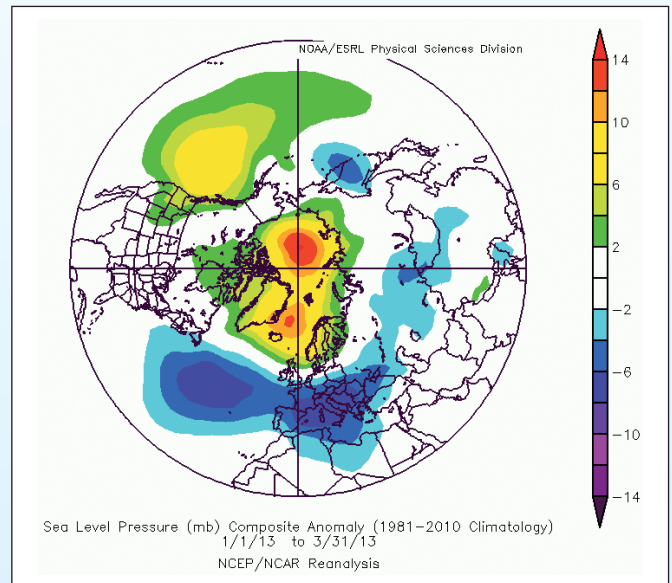 NOAA/ESRL Physical Sciences Division
14
10
6
2
−2
−6
−10
−14
Sea Level Pressure (mb) Composite Anomaly (1981−2010 Climatology)
1/1/13 to 3/31/13
NCEP/NCAR Reanalysis